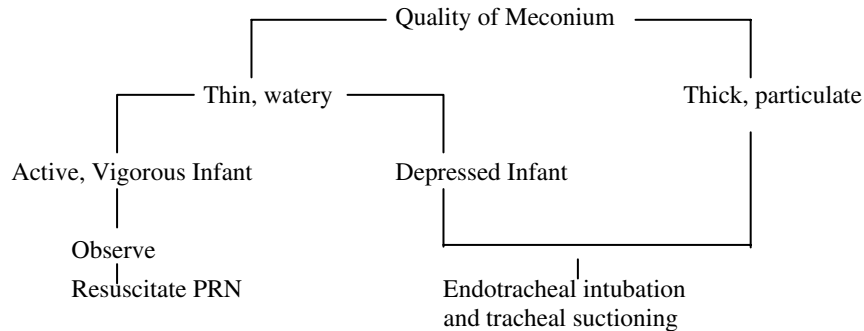 Quality of Meconium
Thin, watery
Thick, particulate
Active, Vigorous Infant
Depressed Infant
Observe
Resuscitate PRN
Endotracheal intubation
and tracheal suctioning